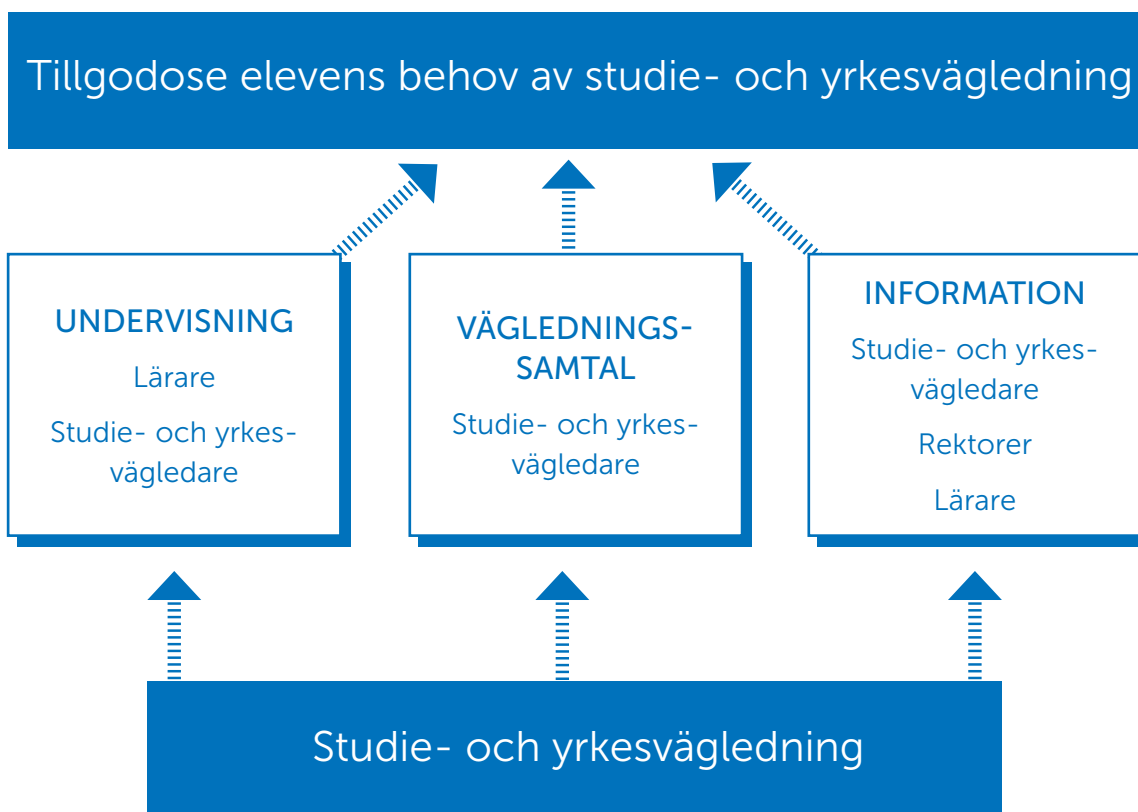 Tillgodose elevens behov av studie- och yrkesvägledning
UNDERVISNING
Lärare
Studie- och yrkes-
vägledare
VÄGLEDNINGS-
SAMTAL
Studie- och yrkes-
vägledare
INFORMATION
Studie- och yrkes-
vägledare
Rektorer
Lärare
Studie- och yrkesvägledning